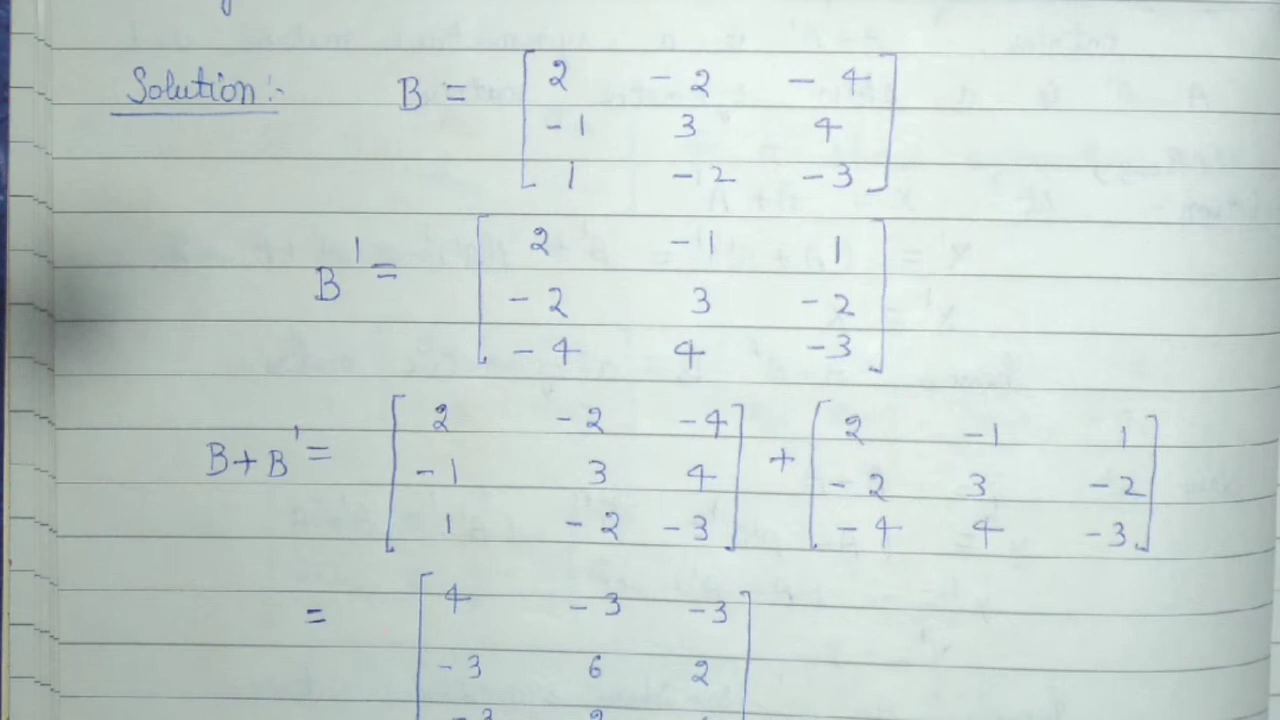 Solution :-
B = [ 2 -2 -4
-1 3 4
1 -2 -3 ]
B' = [ 2 -1 1
-2 3 -2
-4 4 -3 ]
B+B' = [ 2 -2 -4 ] + [ 2 -1 1 ]
-1 3 4 -2 3 -2
1 -2 -3 -4 4 -3
= [ 4 -3 -3 ]
-3 6 2